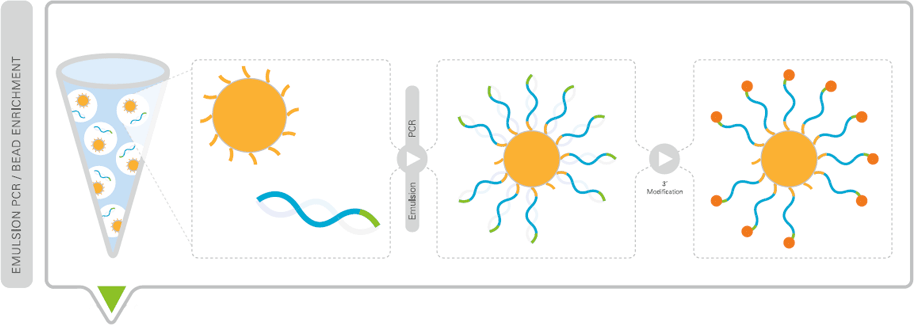 EMULSION PCR / BEAD ENRICHMENT
Emulsion PCR
3'
Modification